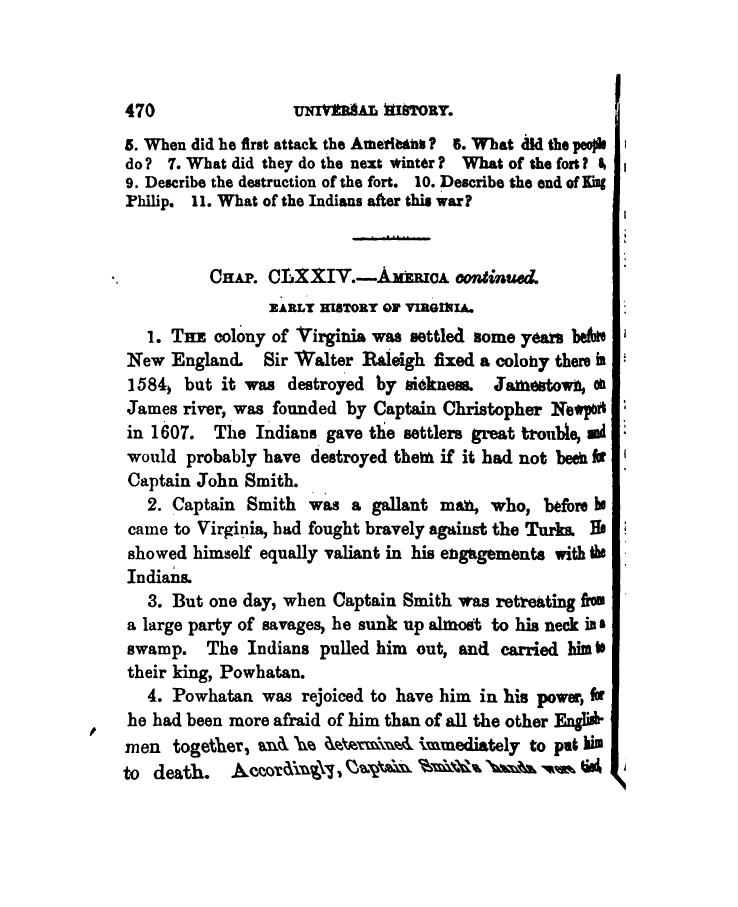 470 UNIVERSAL HISTORY.
5. When did he first attack the Americans? 6. What did the people
do? 7. What did they do the next winter? What of the fort? 8,
9. Describe the destruction of the fort. 10. Describe the end of King
Philip. 11. What of the Indians after this war?
CHAP. CLXXIV.—AMERICA continued.
EARLY HISTORY OF VIRGINIA.
1. THE colony of Virginia was settled some years before
New England. Sir Walter Raleigh fixed a colony there in
1584, but it was destroyed by sickness. Jamestown, on
James river, was founded by Captain Christopher Newport
in 1607. The Indians gave the settlers great trouble, and
would probably have destroyed them if it had not been for
Captain John Smith.
2. Captain Smith was a gallant man, who, before he
came to Virginia, had fought bravely against the Turks. He
showed himself equally valiant in his engagements with the
Indians.
3. But one day, when Captain Smith was retreating from
a large party of savages, he sunk up almost to his neck in a
swamp. The Indians pulled him out, and carried him to
their king, Powhatan.
4. Powhatan was rejoiced to have him in his power, for
he had been more afraid of him than of all the other English-
men together, and he determined immediately to put him
to death. Accordingly, Captain Smith's hands were tied,